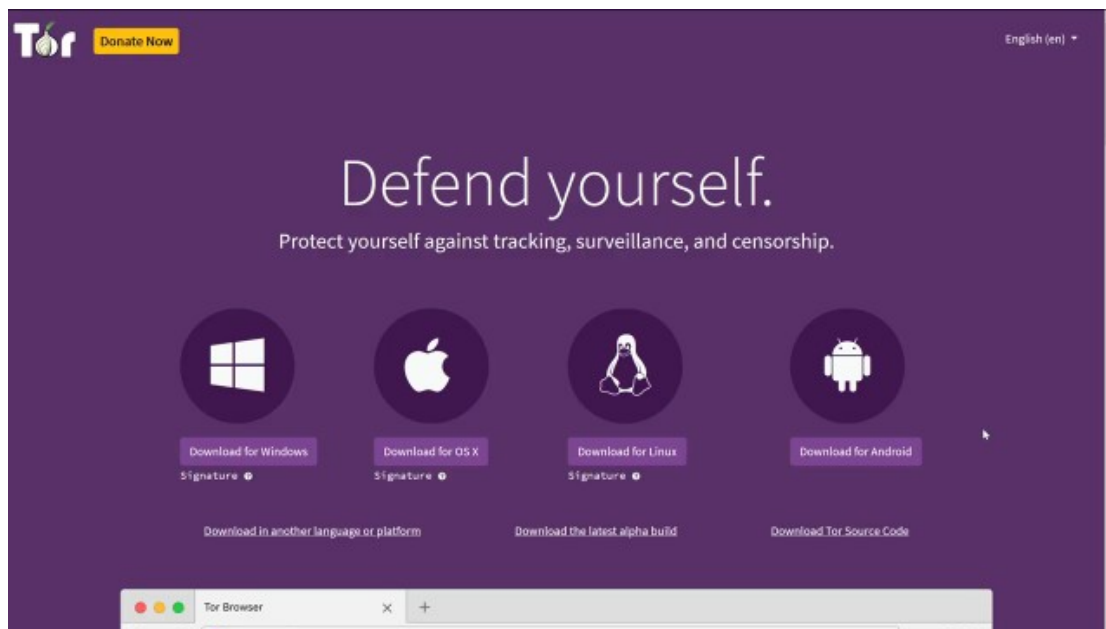 Tor
Donate Now
English (en)
Defend yourself.
Protect yourself against tracking, surveillance, and censorship.
Download for Windows
Download for OS X
Download for Linux
Download for Android
Signature
Signature
Signature
Download in another language or platform
Download the latest alpha build
Download Tor Source Code
Tor Browser